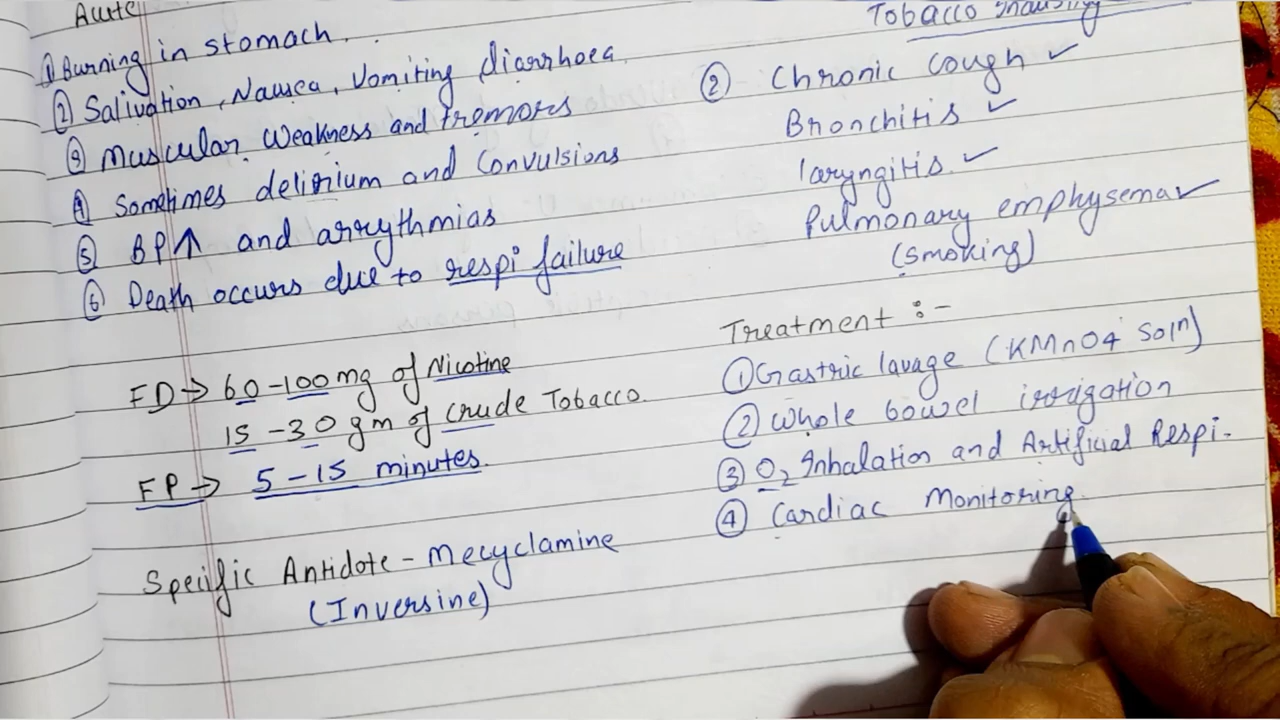 Acute
① Burning in stomach.
② Salivation, Nausea, Vomiting diarrhoea.
③ Muscular Weakness and tremors
④ Sometimes delirium and Convulsions
⑤ BP↑ and arrythmias
⑥ Death occurs due to respi failure
FD → 60-100 mg of Nicotine
15 -30 gm of Crude Tobacco.
FP → 5-15 minutes.
Specific Antidote - Mecyclamine
(Inversine)
Tobacco
② Chronic Cough ✓
Bronchitis ✓
laryngitis. ✓
Pulmonary emphysema ✓
(Smoking)
Treatment :-
① Gastric lavage (KMnO4 Soln)
② Whole bowel irrigation
③ O2 Inhalation and Artificial Respi.
④ Cardiac Monitoring.